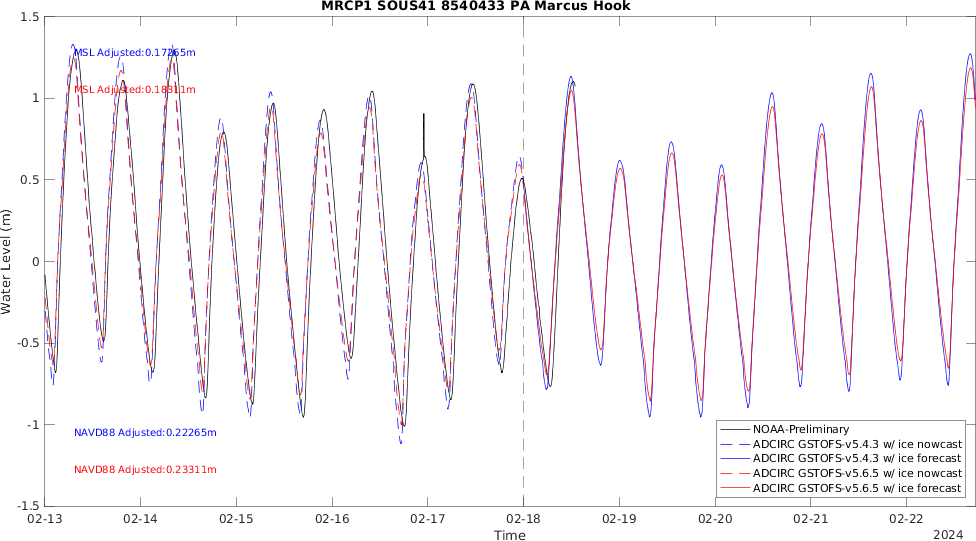 MRCP1 SOUS41 8540433 PA Marcus Hook
1.5
1
0.5
0
-0.5
-1
-1.5
Water Level (m)
MSL Adjusted:0.17265m
MSL Adjusted:0.18311m
NAVD88 Adjusted:0.22265m
NAVD88 Adjusted:0.23311m
NOAA-Preliminary
ADCIRC GSTOFS-v5.4.3 w/ ice nowcast
ADCIRC GSTOFS-v5.4.3 w/ ice forecast
ADCIRC GSTOFS-v5.6.5 w/ ice nowcast
ADCIRC GSTOFS-v5.6.5 w/ ice forecast
02-13 02-14 02-15 02-16 02-17 02-18 02-19 02-20 02-21 02-22
Time
2024